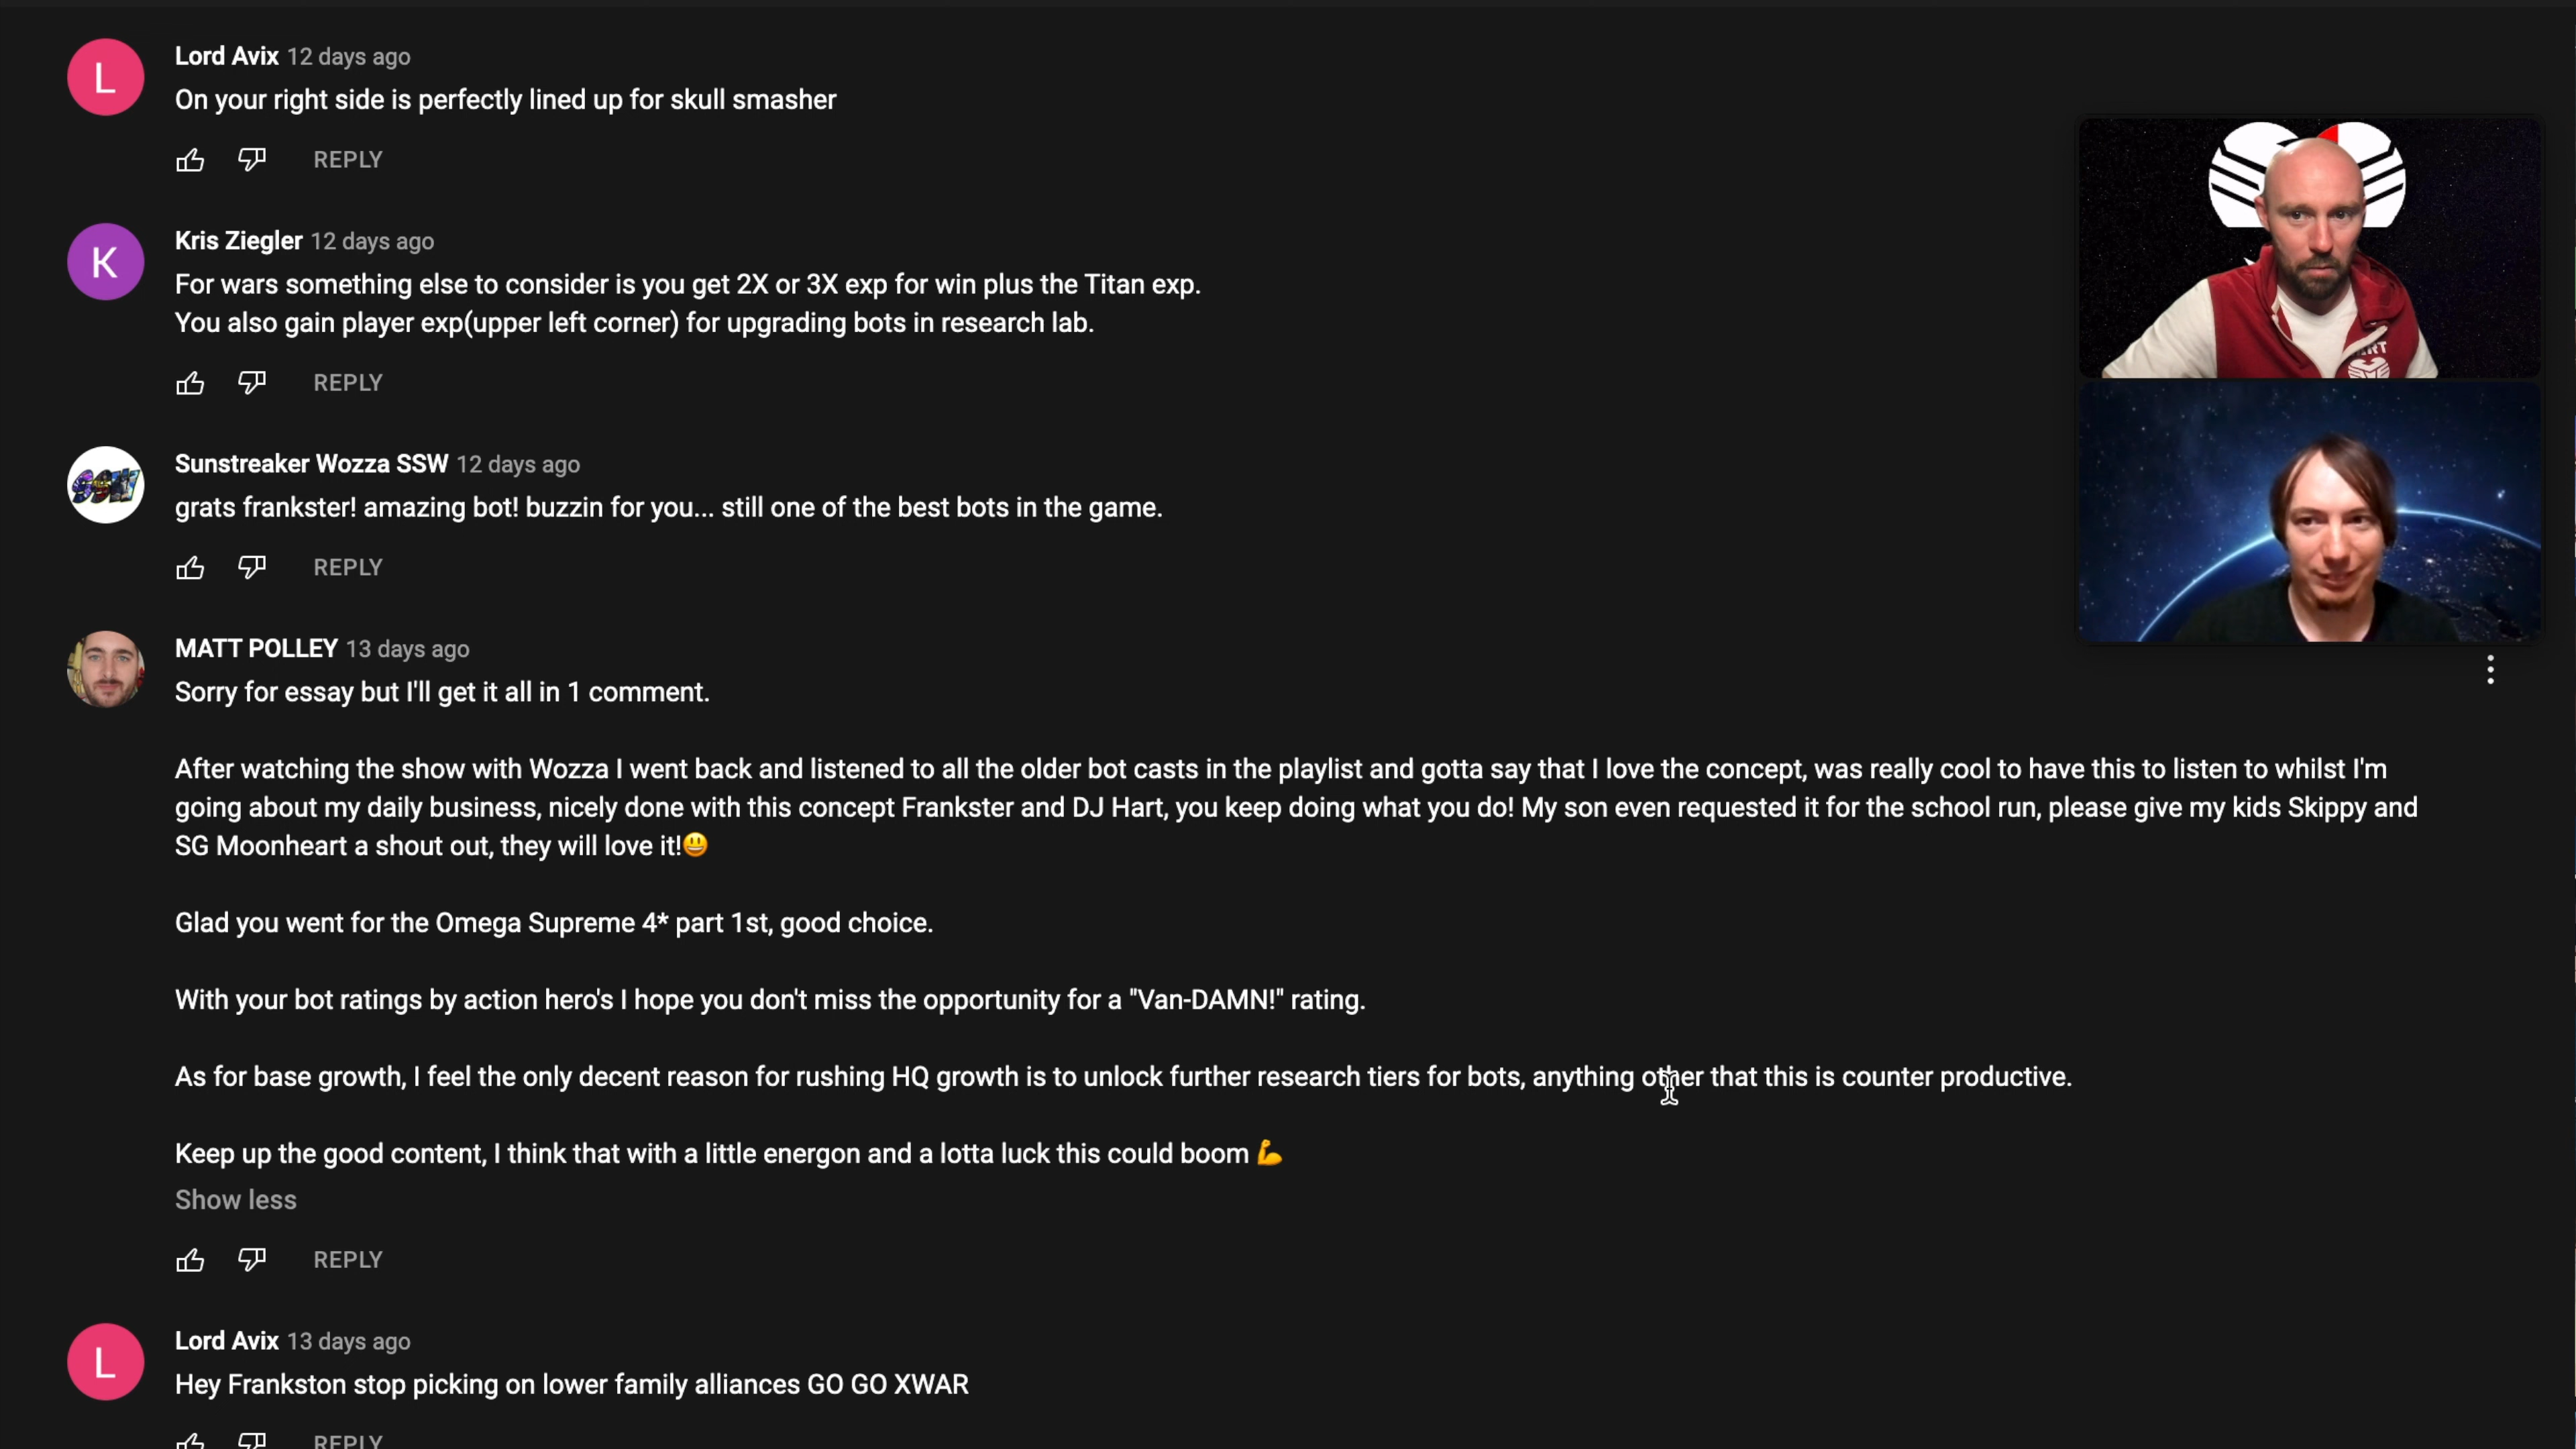 Lord Avix 12 days ago
On your right side is perfectly lined up for skull smasher
REPLY
Kris Ziegler 12 days ago
For wars something else to consider is you get 2X or 3X exp for win plus the Titan exp.
You also gain player exp(upper left corner) for upgrading bots in research lab.
REPLY
Sunstreaker Wozza SSW 12 days ago
grats frankster! amazing bot! buzzin for you... still one of the best bots in the game.
REPLY
MATT POLLEY 13 days ago
Sorry for essay but I'll get it all in 1 comment.
After watching the show with Wozza I went back and listened to all the older bot casts in the playlist and gotta say that I love the concept, was really cool to have this to listen to whilst I'm
going about my daily business, nicely done with this concept Frankster and DJ Hart, you keep doing what you do! My son even requested it for the school run, please give my kids Skippy and
SG Moonheart a shout out, they will love it!😃
Glad you went for the Omega Supreme 4* part 1st, good choice.
With your bot ratings by action hero's I hope you don't miss the opportunity for a "Van-DAMN!" rating.
As for base growth, I feel the only decent reason for rushing HQ growth is to unlock further research tiers for bots, anything other that this is counter productive.
Keep up the good content, I think that with a little energon and a lotta luck this could boom 💪
Show less
REPLY
Lord Avix 13 days ago
Hey Frankston stop picking on lower family alliances GO GO XWAR
REPLY
L
K
SSW
L